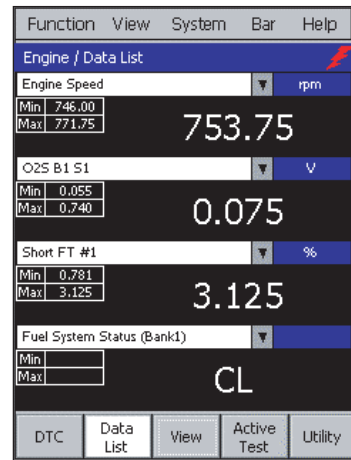 Function View System Bar Help
Engine / Data List
Engine Speed rpm
Min 746.00
Max 771.75
753.75
O2S B1 S1 V
Min 0.055
Max 0.740
0.075
Short FT #1 %
Min 0.781
Max 3.125
3.125
Fuel System Status (Bank1)
Min
Max
CL
DTC Data List View Active Test Utility